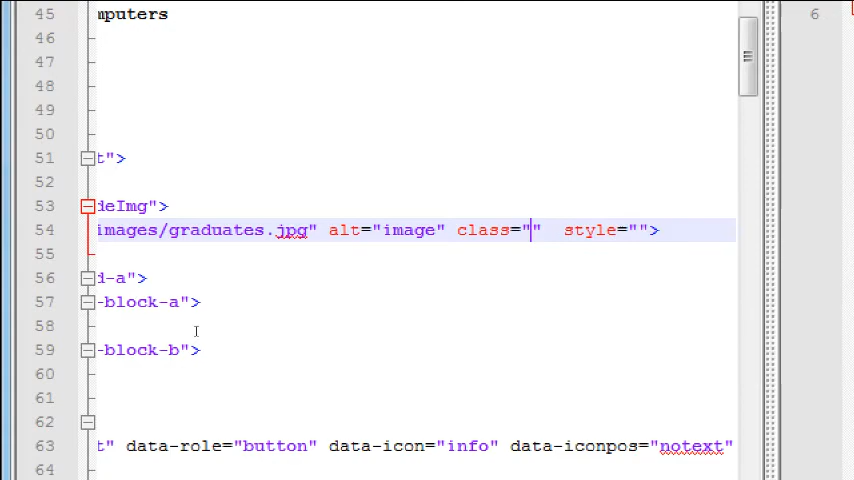 45 mputers
46
47
48
49
50
51 t">
52
53 deImg">
54 images/graduates.jpg" alt="image" class=""  style="">
55
56 d-a">
57 -block-a">
58
59 -block-b">
60
61
62
63 t" data-role="button" data-icon="info" data-iconpos="notext"
64
6